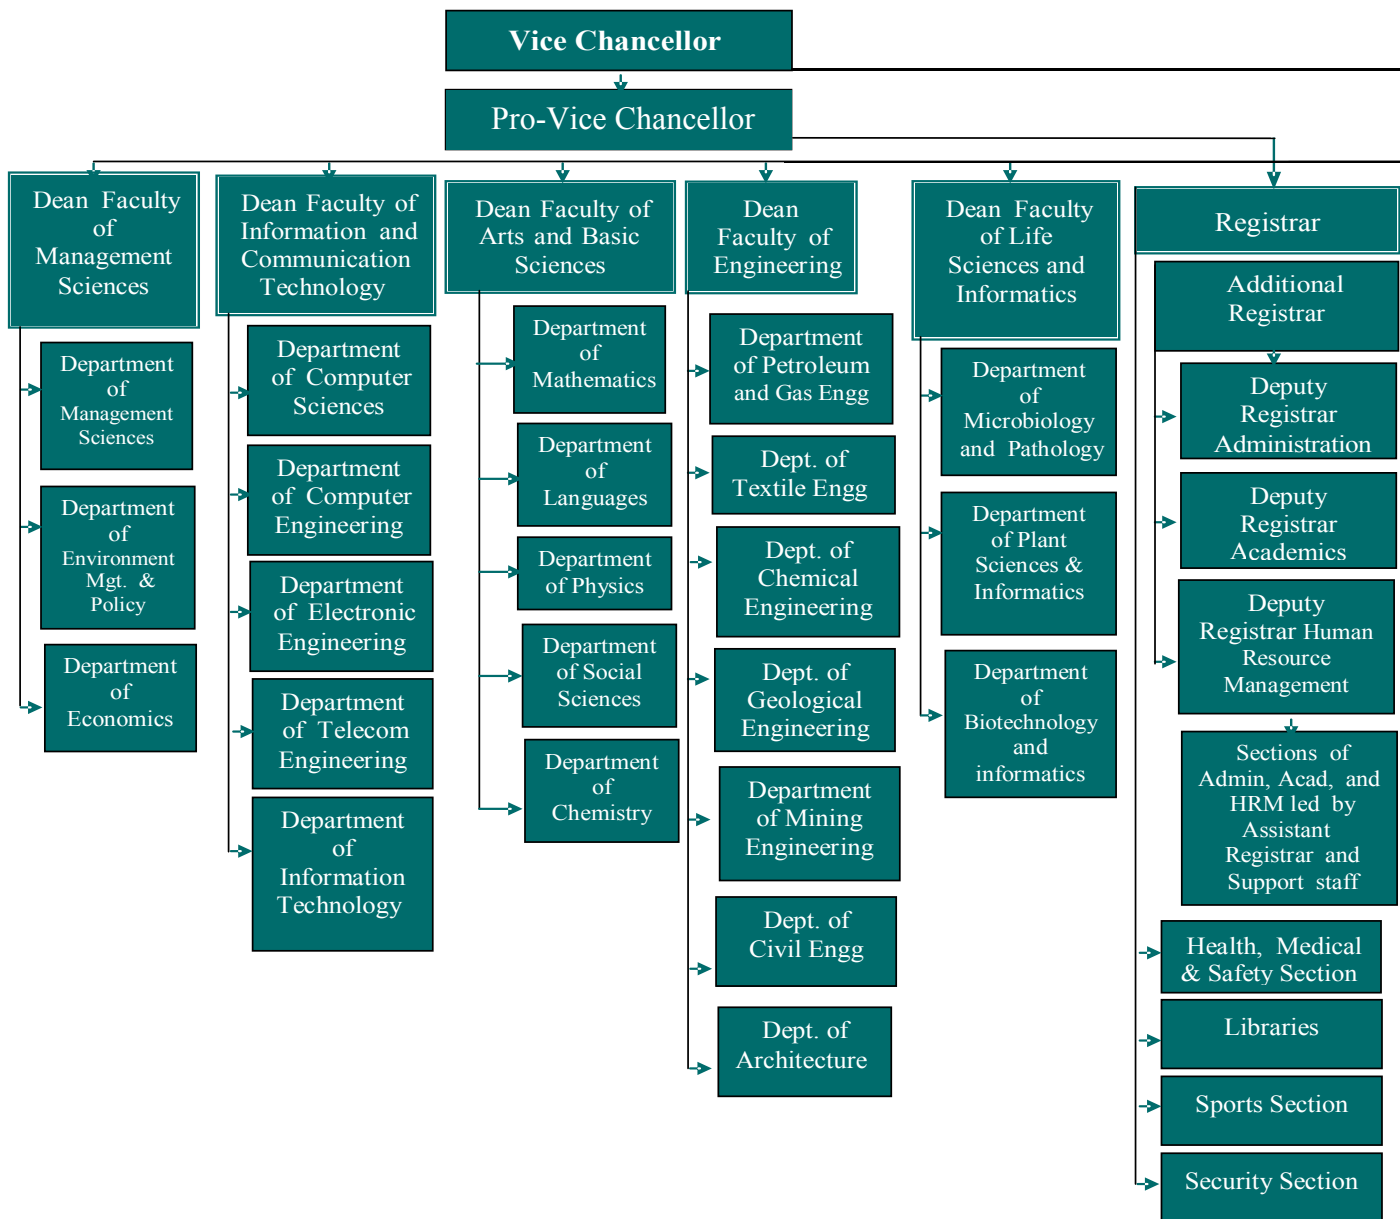 Vice Chancellor
Pro-Vice Chancellor
Dean Faculty
of
Management
Sciences
Department
of
Management
Sciences
Department
of
Environment
Mgt. &
Policy
Department
of
Economics
Dean Faculty of
Information and
Communication
Technology
Department
of Computer
Sciences
Department
of Computer
Engineering
Department
of Electronic
Engineering
Department
of Telecom
Engineering
Department
of
Information
Technology
Dean Faculty of
Arts and Basic
Sciences
Department
of
Mathematics
Department
of
Languages
Department
of Physics
Department
of Social
Sciences
Department
of
Chemistry
Dean
Faculty of
Engineering
Department
of Petroleum
and Gas Engg
Dept. of
Textile Engg
Dept. of
Chemical
Engineering
Dept. of
Geological
Engineering
Department
of Mining
Engineering
Dept. of
Civil Engg
Dept. of
Architecture
Dean Faculty
of Life
Sciences and
Informatics
Department
of
Microbiology
and Pathology
Department
of Plant
Sciences &
Informatics
Department
of
Biotechnology
and
informatics
Registrar
Additional
Registrar
Deputy
Registrar
Administration
Deputy
Registrar
Academics
Deputy
Registrar Human
Resource
Management
Sections of
Admin, Acad, and
HRM led by
Assistant
Registrar and
Support staff
Health, Medical
& Safety Section
Libraries
Sports Section
Security Section